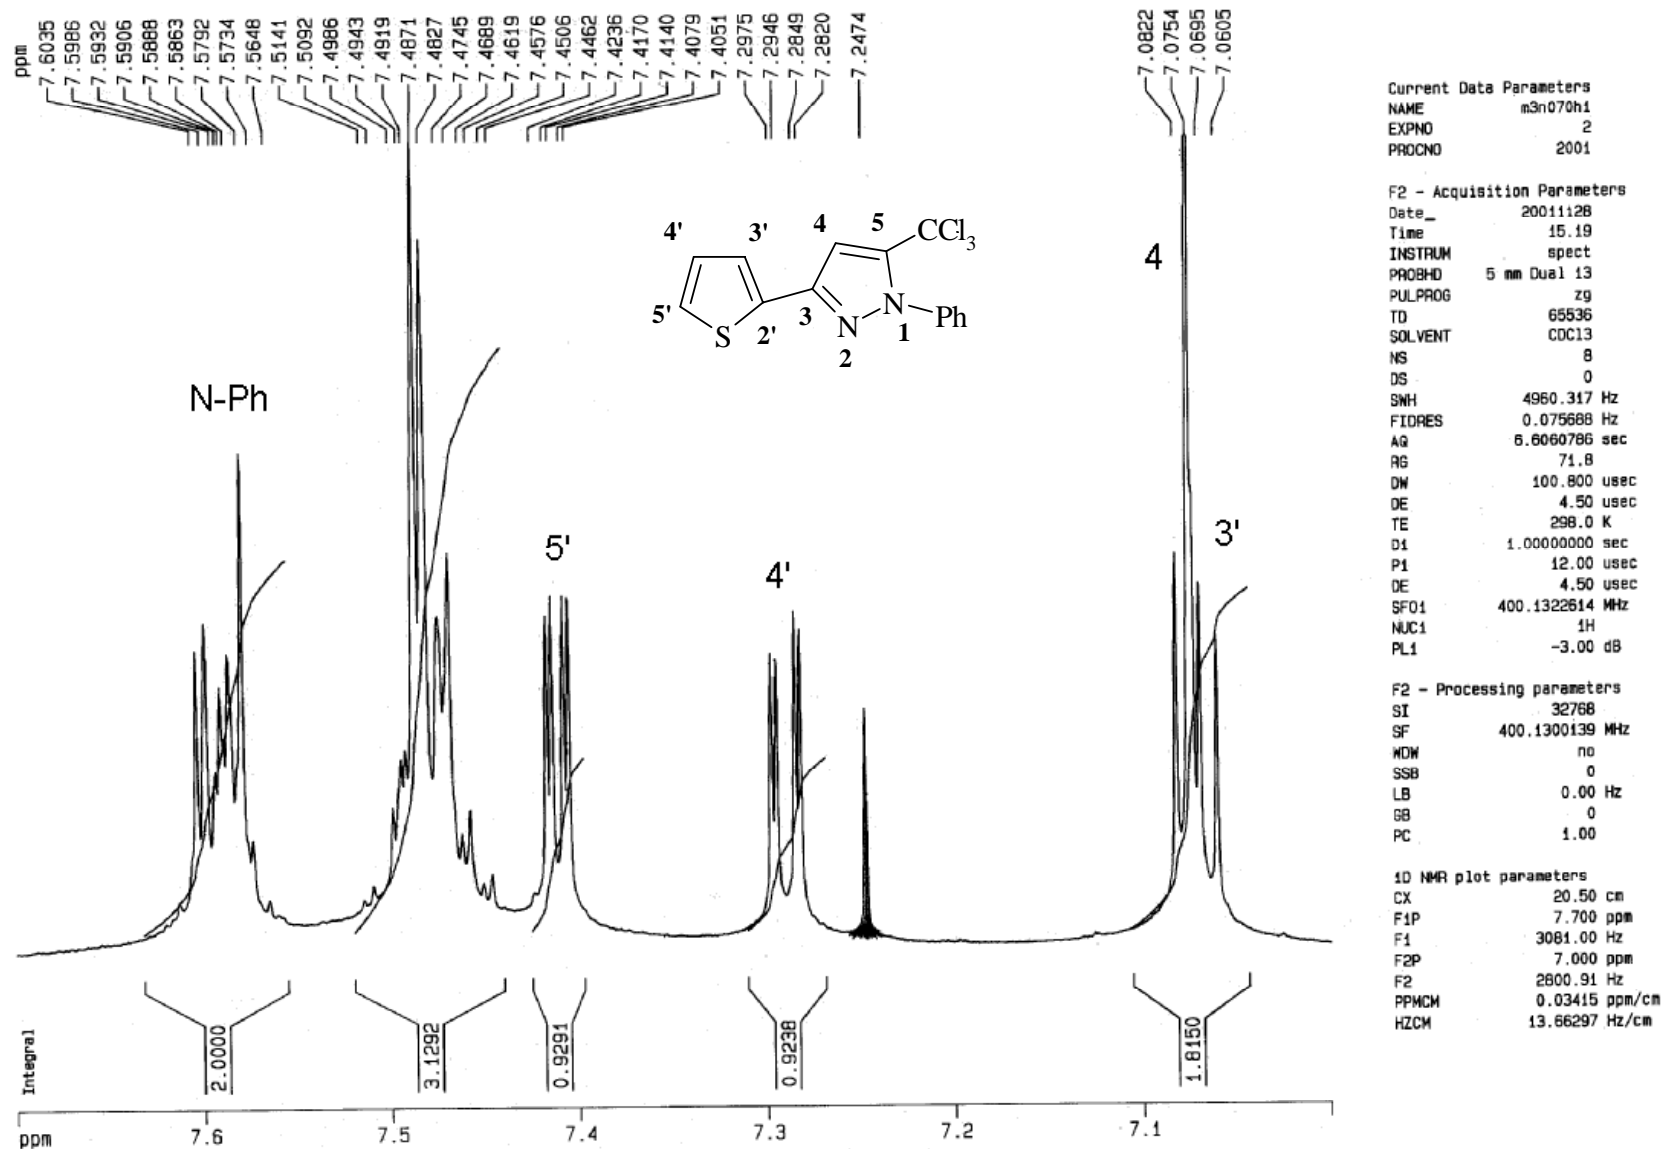 ppm
7.6035
7.5986
7.5932
7.5906
7.5888
7.5863
7.5792
7.5734
7.5648
7.5141
7.5092
7.4986
7.4943
7.4919
7.4871
7.4827
7.4745
7.4689
7.4619
7.4576
7.4506
7.4462
7.4236
7.4170
7.4140
7.4079
7.4051
7.2975
7.2946
7.2849
7.2820
7.2474
7.0822
7.0754
7.0695
7.0605
4' 3' 4 5 CCl3
5' S 2' 3 N 2 N 1 Ph
N-Ph
5'
4'
4
3'
Integral
2.0000
3.1292
0.9291
0.9238
1.8150
ppm 7.6 7.5 7.4 7.3 7.2 7.1
Current Data Parameters
NAME m3n070h1
EXPNO 2
PROCNO 2001
F2 - Acquisition Parameters
Date_ 20011128
Time 15.19
INSTRUM spect
PROBHD 5 mm Dual 13
PULPROG zg
TD 65536
SOLVENT CDCl3
NS 8
DS 0
SWH 4960.317 Hz
FIDRES 0.075688 Hz
AQ 6.6060786 sec
RG 71.8
DW 100.800 usec
DE 4.50 usec
TE 298.0 K
D1 1.00000000 sec
P1 12.00 usec
DE 4.50 usec
SFO1 400.1322614 MHz
NUC1 1H
PL1 -3.00 dB
F2 - Processing parameters
SI 32768
SF 400.1300139 MHz
WDW no
SSB 0
LB 0.00 Hz
GB 0
PC 1.00
1D NMR plot parameters
CX 20.50 cm
F1P 7.700 ppm
F1 3081.00 Hz
F2P 7.000 ppm
F2 2800.91 Hz
PPMCM 0.03415 ppm/cm
HZCM 13.66297 Hz/cm